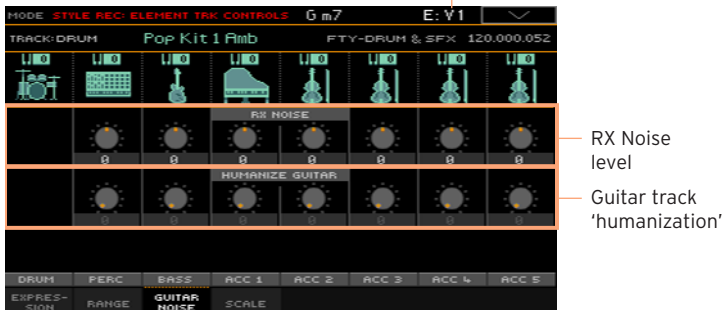 MODE STYLE REC: ELEMENT TRK CONTROLS G m7 E: V1
TRACK: DRUM Pop Kit 1 Amb FTY-DRUM & SFX 120.000.052
0 0 0 0 0 0 0 0
RX NOISE
0 0 0 0 0 0 0
RX Noise
level
HUMANIZE GUITAR
0 0 0 0 0 0 0
Guitar track
‘humanization’
DRUM PERC BASS ACC 1 ACC 2 ACC 3 ACC 4 ACC 5
EXPRES-
SION RANGE GUITAR
NOISE SCALE